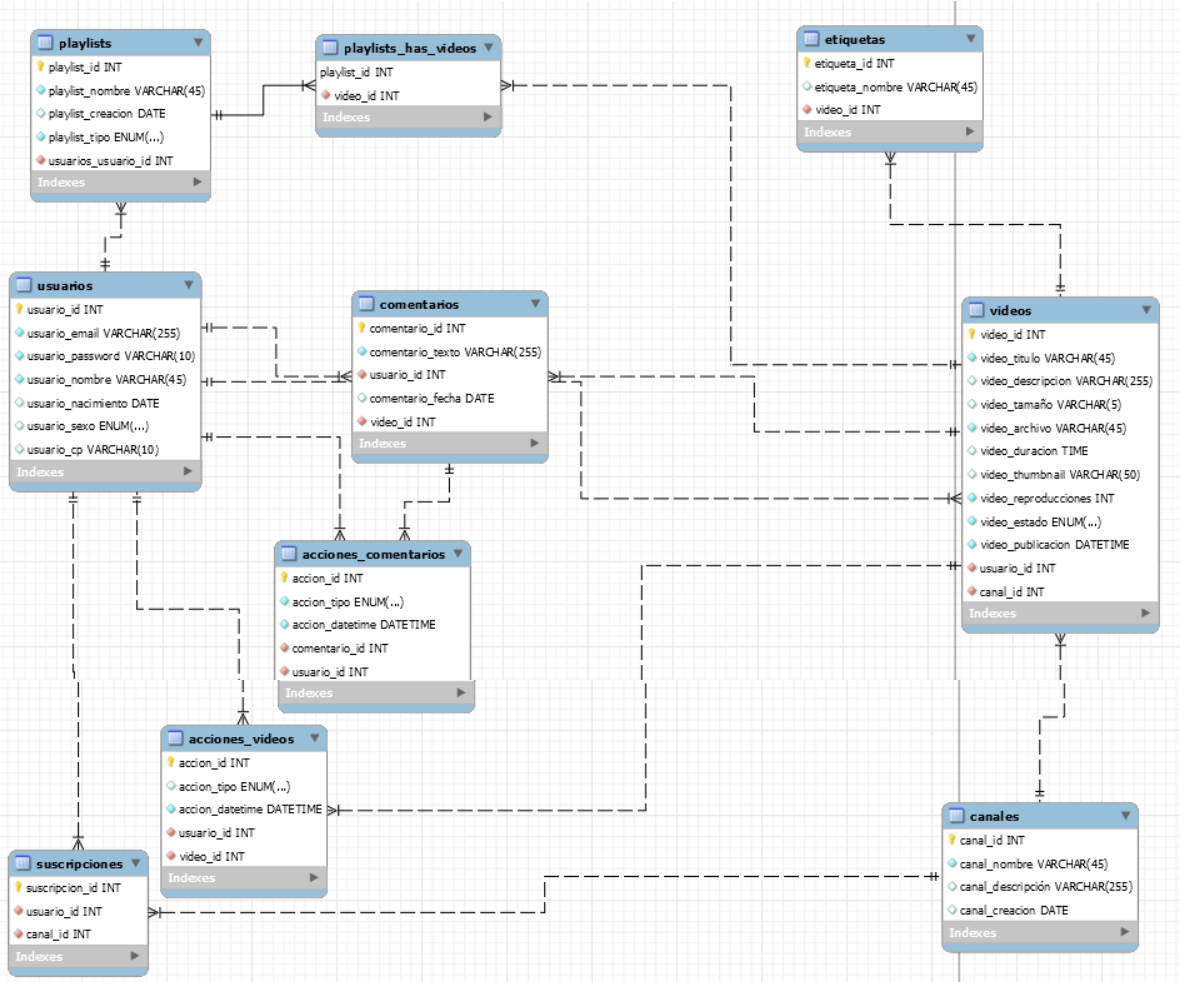 playlists
playlist_id INT
playlist_nombre VARCHAR(45)
playlist_creacion DATE
playlist_tipo ENUM(...)
usuarios_usuario_id INT
Indexes
playlists_has_videos
playlist_id INT
video_id INT
Indexes
etiquetas
etiqueta_id INT
etiqueta_nombre VARCHAR(45)
video_id INT
Indexes
usuarios
usuario_id INT
usuario_email VARCHAR(255)
usuario_password VARCHAR(10)
usuario_nombre VARCHAR(45)
usuario_nacimiento DATE
usuario_sexo ENUM(...)
usuario_cp VARCHAR(10)
Indexes
comentarios
comentario_id INT
comentario_texto VARCHAR(255)
usuario_id INT
comentario_fecha DATE
video_id INT
Indexes
videos
video_id INT
video_titulo VARCHAR(45)
video_descripcion VARCHAR(255)
video_tamaño VARCHAR(5)
video_archivo VARCHAR(45)
video_duracion TIME
video_thumbnail VARCHAR(50)
video_reproducciones INT
video_estado ENUM(...)
video_publicacion DATETIME
usuario_id INT
canal_id INT
Indexes
acciones_comentarios
accion_id INT
accion_tipo ENUM(...)
accion_datetime DATETIME
comentario_id INT
usuario_id INT
Indexes
acciones_videos
accion_id INT
accion_tipo ENUM(...)
accion_datetime DATETIME
usuario_id INT
video_id INT
Indexes
suscripciones
suscripcion_id INT
usuario_id INT
canal_id INT
Indexes
canales
canal_id INT
canal_nombre VARCHAR(45)
canal_descripción VARCHAR(255)
canal_creacion DATE
Indexes